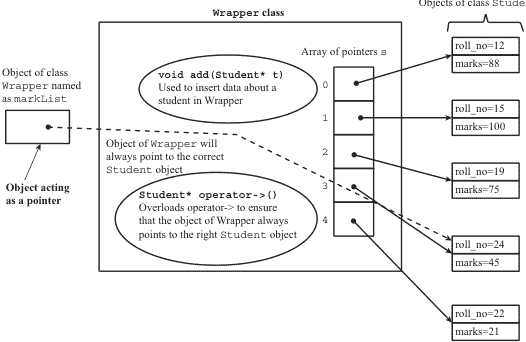 Objects of class Stude
Wrapper class
Array of pointers s
void add(Student* t)
Used to insert data about a
student in Wrapper
Object of class
Wrapper named
as markList
Object acting
as a pointer
Object of Wrapper will
always point to the correct
Student object
Student* operator->()
Overloads operator-> to ensure
that the object of Wrapper always
points to the right Student object
0
1
2
3
4
roll_no=12
marks=88
roll_no=15
marks=100
roll_no=19
marks=75
roll_no=24
marks=45
roll_no=22
marks=21